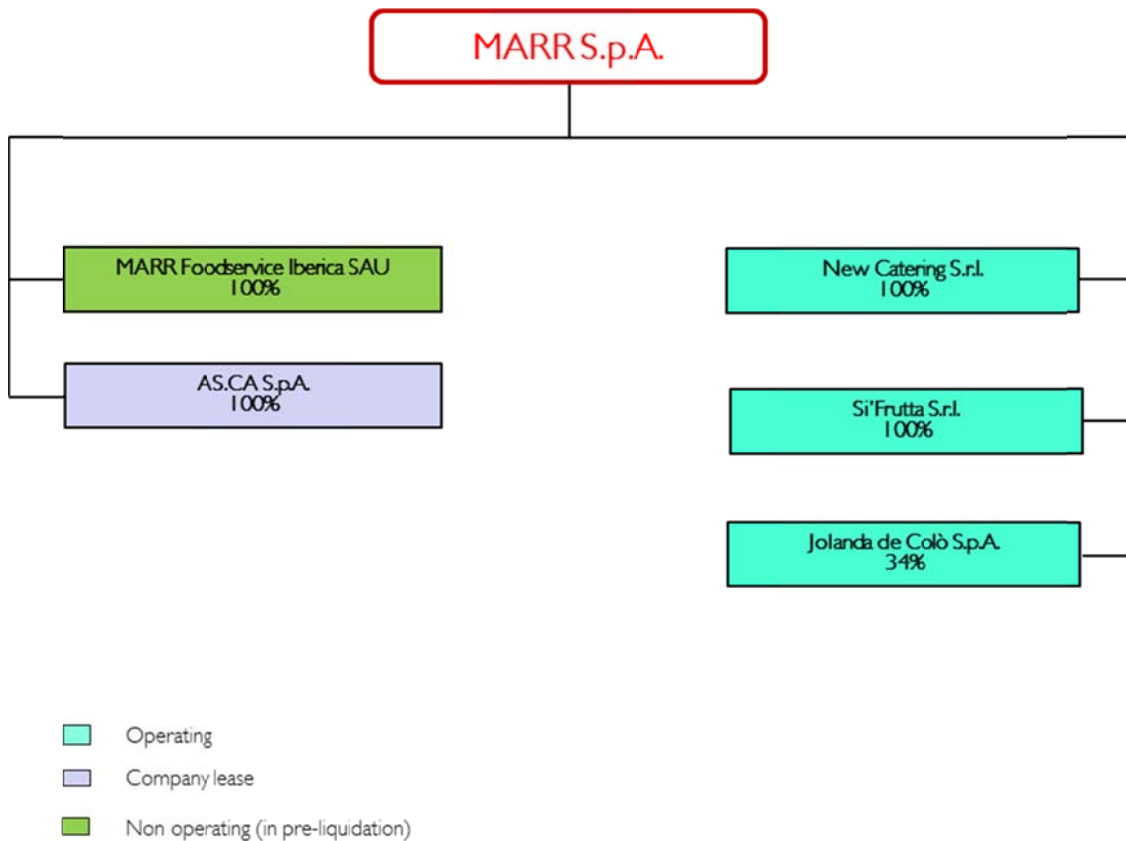 MARR S.p.A.
MARR Foodservice Iberica SAU
100%
New Catering S.r.l.
100%
AS.CA S.p.A.
100%
Si'Frutta S.r.l.
100%
Jolanda de Colò S.p.A.
34%
Operating
Company lease
Non operating (in pre-liquidation)